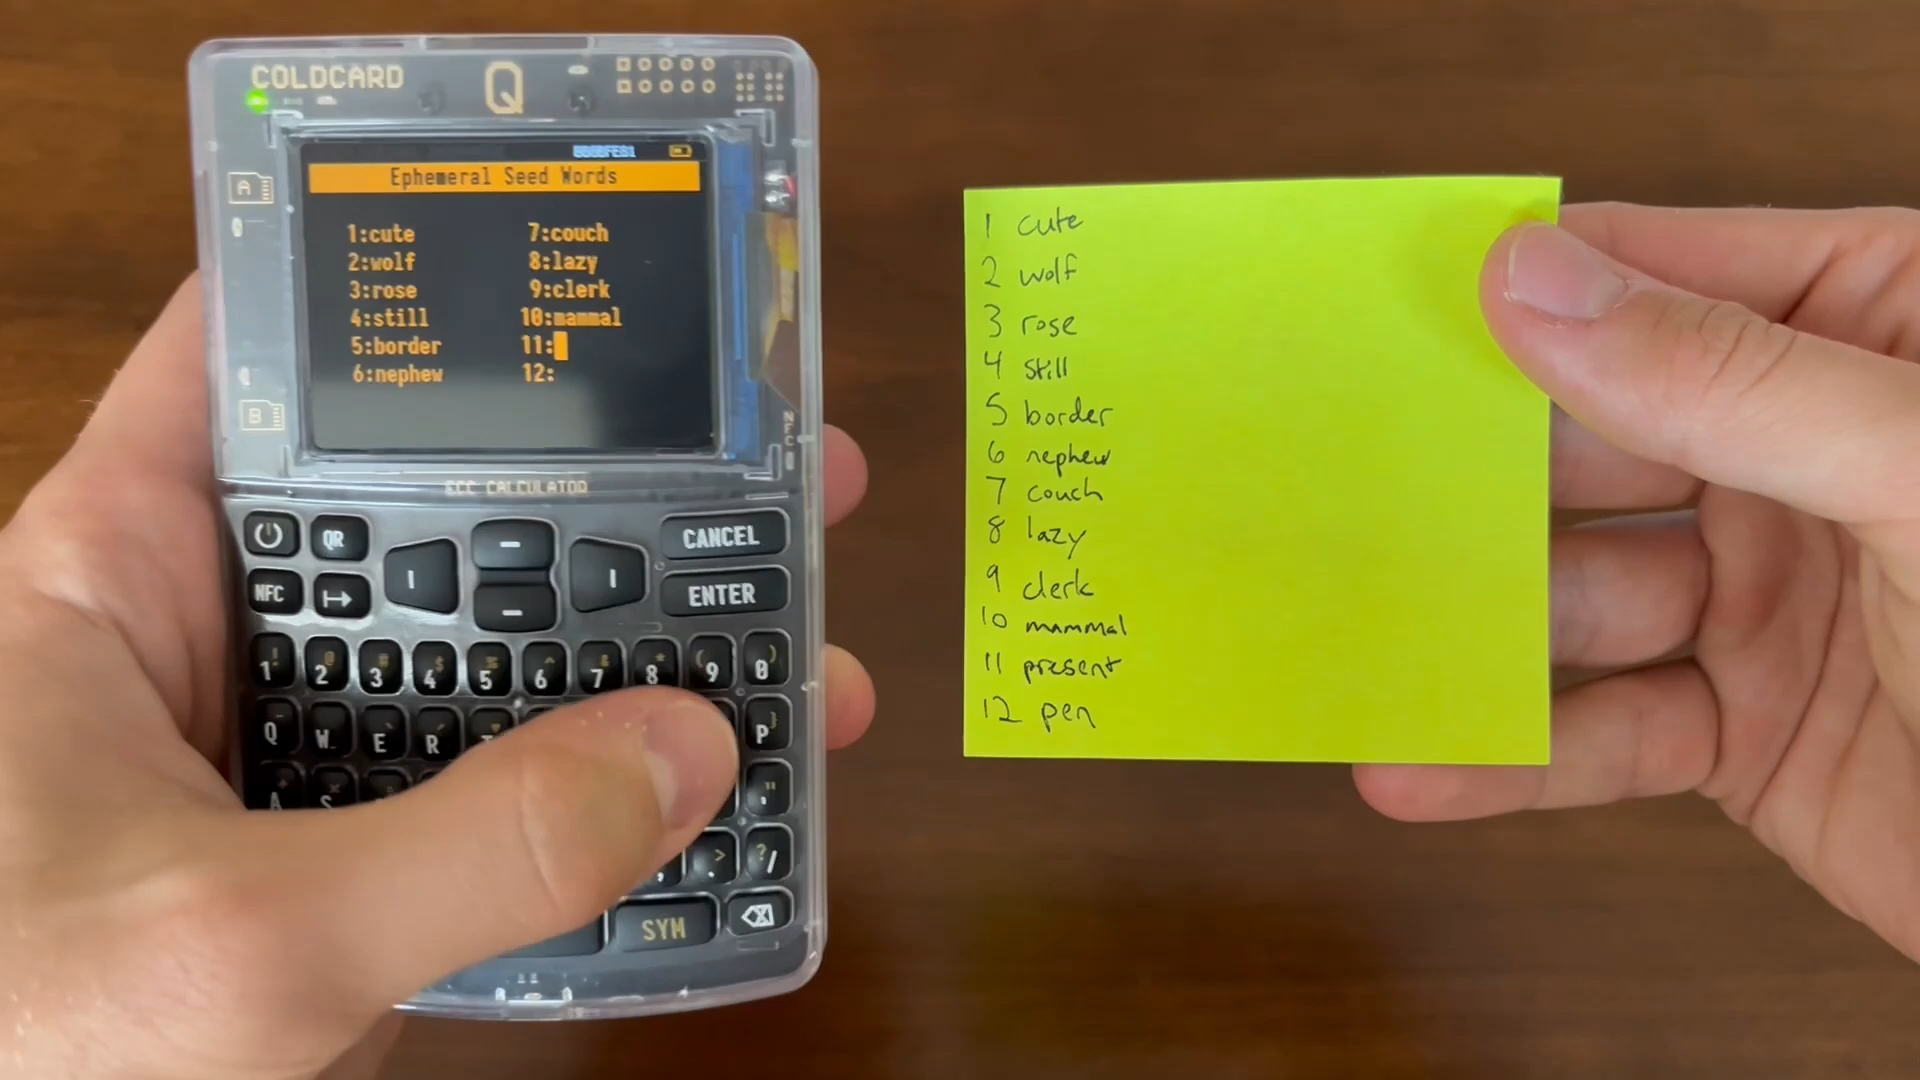 COLDCARD
Q
Ephemeral Seed Words
1:cute
2:wolf
3:rose
4:still
5:border
6:nephew
7:couch
8:lazy
9:clerk
10:mammal
11:
12:
A
B
NFC
ECC CALCULATOR
QR
CANCEL
NFC
ENTER
1 2 3 4 5 6 7 8 9 0
Q W E R P
A S
SYM
1 cute
2 wolf
3 rose
4 still
5 border
6 nephew
7 couch
8 lazy
9 clerk
10 mammal
11 present
12 pen